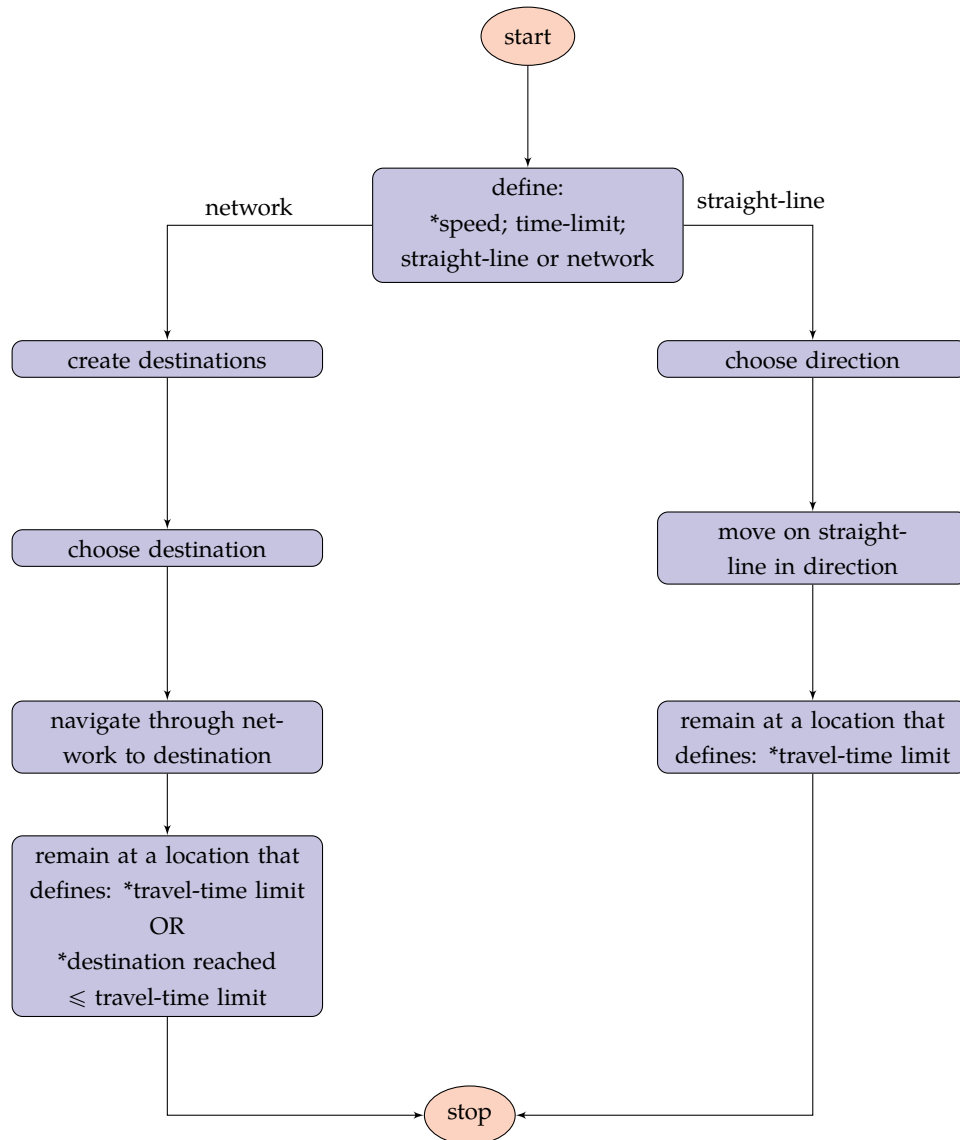 start
define:
*speed; time-limit;
straight-line or network
network
straight-line
create destinations
choose direction
choose destination
move on straight-
line in direction
navigate through net-
work to destination
remain at a location that
defines: *travel-time limit
remain at a location that
defines: *travel-time limit
OR
*destination reached
⩽ travel-time limit
stop